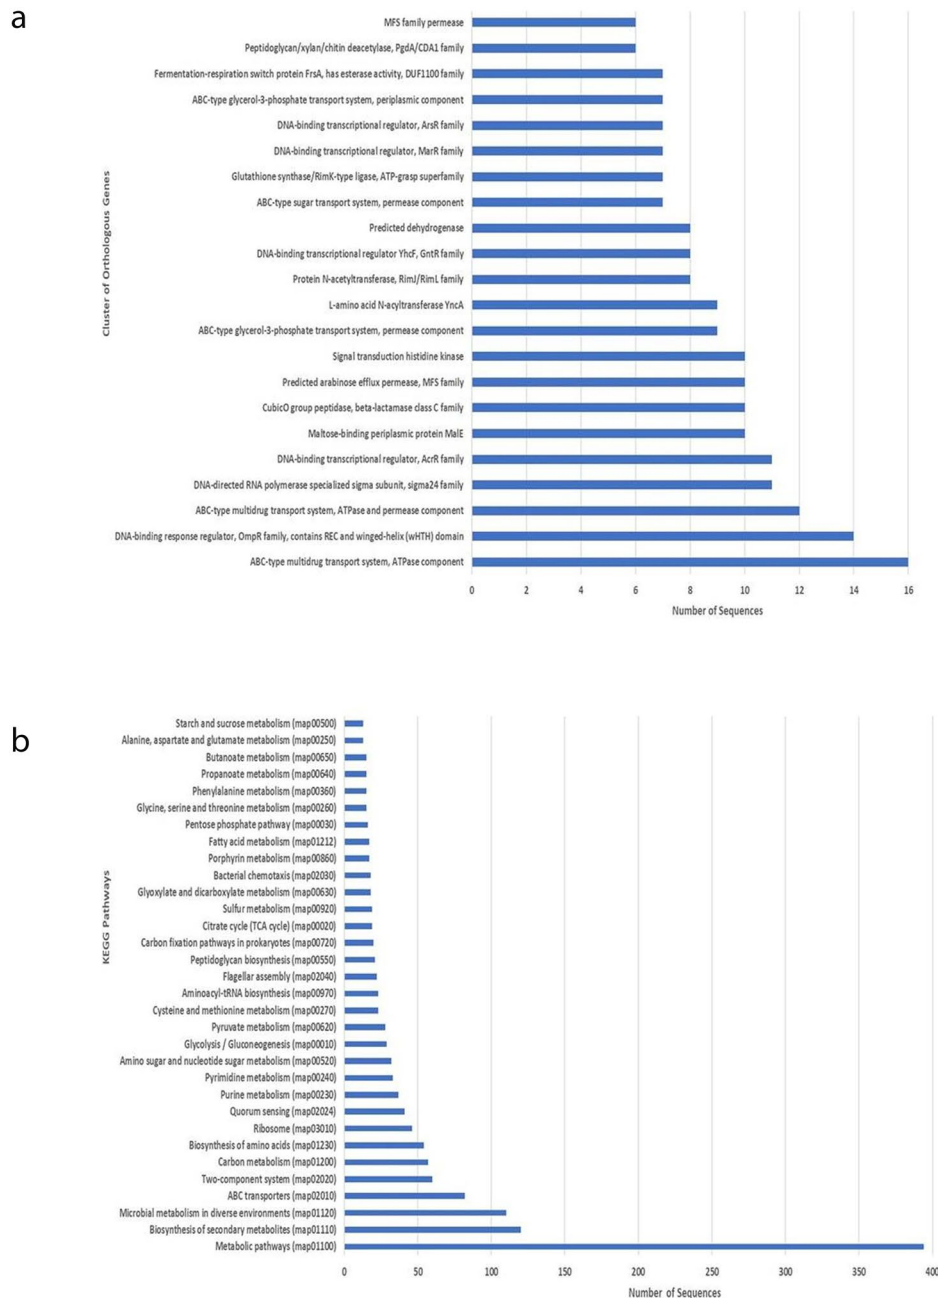 a
Cluster of Orthologous Genes
MFS family permease
Peptidoglycan/xylan/chitin deacetylase, PgdA/CDA1 family
Fermentation-respiration switch protein FrsA, has esterase activity, DUF1100 family
ABC-type glycerol-3-phosphate transport system, periplasmic component
DNA-binding transcriptional regulator, ArsR family
DNA-binding transcriptional regulator, MarR family
Glutathione synthase/RimK-type ligase, ATP-grasp superfamily
ABC-type sugar transport system, permease component
Predicted dehydrogenase
DNA-binding transcriptional regulator YhcF, GntR family
Protein N-acetyltransferase, RimJ/RimL family
L-amino acid N-acyltransferase YncA
ABC-type glycerol-3-phosphate transport system, permease component
Signal transduction histidine kinase
Predicted arabinose efflux permease, MFS family
CubicO group peptidase, beta-lactamase class C family
Maltose-binding periplasmic protein MalE
DNA-binding transcriptional regulator, AcrR family
DNA-directed RNA polymerase specialized sigma subunit, sigma24 family
ABC-type multidrug transport system, ATPase and permease component
DNA-binding response regulator, OmpR family, contains REC and winged-helix (wHTH) domain
ABC-type multidrug transport system, ATPase component
0 2 4 6 8 10 12 14 16
Number of Sequences
b
KEGG Pathways
Starch and sucrose metabolism (map00500)
Alanine, aspartate and glutamate metabolism (map00250)
Butanoate metabolism (map00650)
Propanoate metabolism (map00640)
Phenylalanine metabolism (map00360)
Glycine, serine and threonine metabolism (map00260)
Pentose phosphate pathway (map00030)
Fatty acid metabolism (map01212)
Porphyrin metabolism (map00860)
Bacterial chemotaxis (map02030)
Glyoxylate and dicarboxylate metabolism (map00630)
Sulfur metabolism (map00920)
Citrate cycle (TCA cycle) (map00020)
Carbon fixation pathways in prokaryotes (map00720)
Peptidoglycan biosynthesis (map00550)
Flagellar assembly (map02040)
Aminoacyl-tRNA biosynthesis (map00970)
Cysteine and methionine metabolism (map00270)
Pyruvate metabolism (map00620)
Glycolysis / Gluconeogenesis (map00010)
Amino sugar and nucleotide sugar metabolism (map00520)
Pyrimidine metabolism (map00240)
Purine metabolism (map00230)
Quorum sensing (map02024)
Ribosome (map03010)
Biosynthesis of amino acids (map01230)
Carbon metabolism (map01200)
Two-component system (map02020)
ABC transporters (map02010)
Microbial metabolism in diverse environments (map01120)
Biosynthesis of secondary metabolites (map01110)
Metabolic pathways (map01100)
0 50 100 150 200 250 300 350 400
Number of Sequences